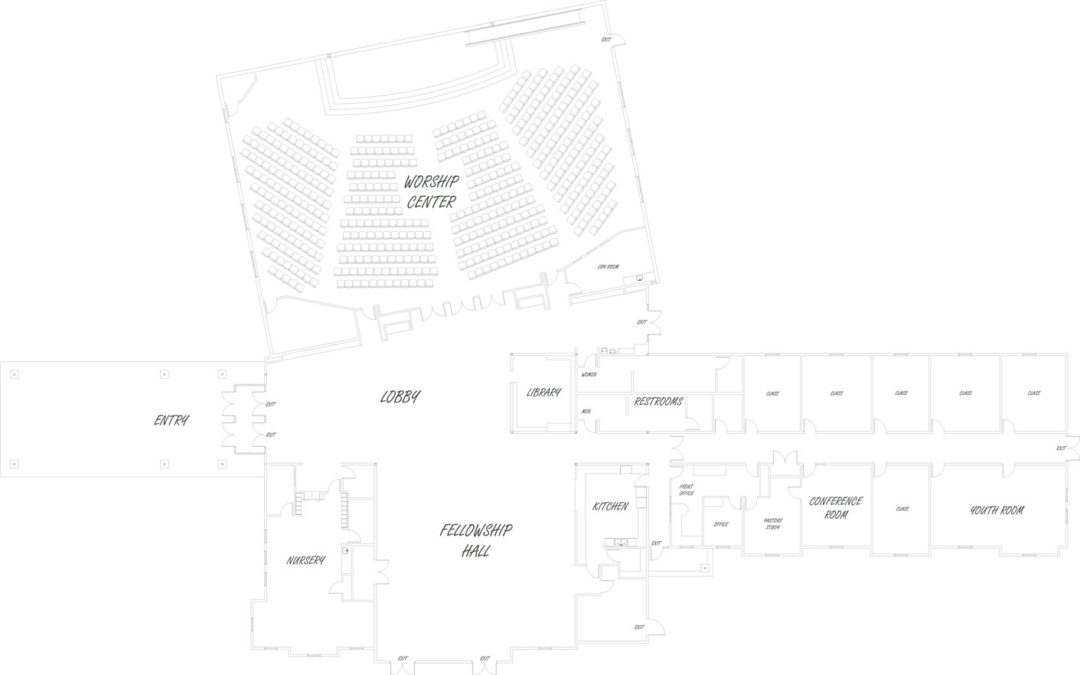 EXIT
WORSHIP
CENTER
CRY ROOM
EXIT
WOMEN
LIBRARY
MEN
RESTROOMS
CLASS
CLASS
CLASS
CLASS
CLASS
LOBBY
ENTRY
EXIT
EXIT
EXIT
FRONT
OFFICE
KITCHEN
CONFERENCE
ROOM
CLASS
YOUTH ROOM
OFFICE
PASTORS
STUDY
FELLOWSHIP
HALL
EXIT
NURSERY
EXIT
EXIT
EXIT